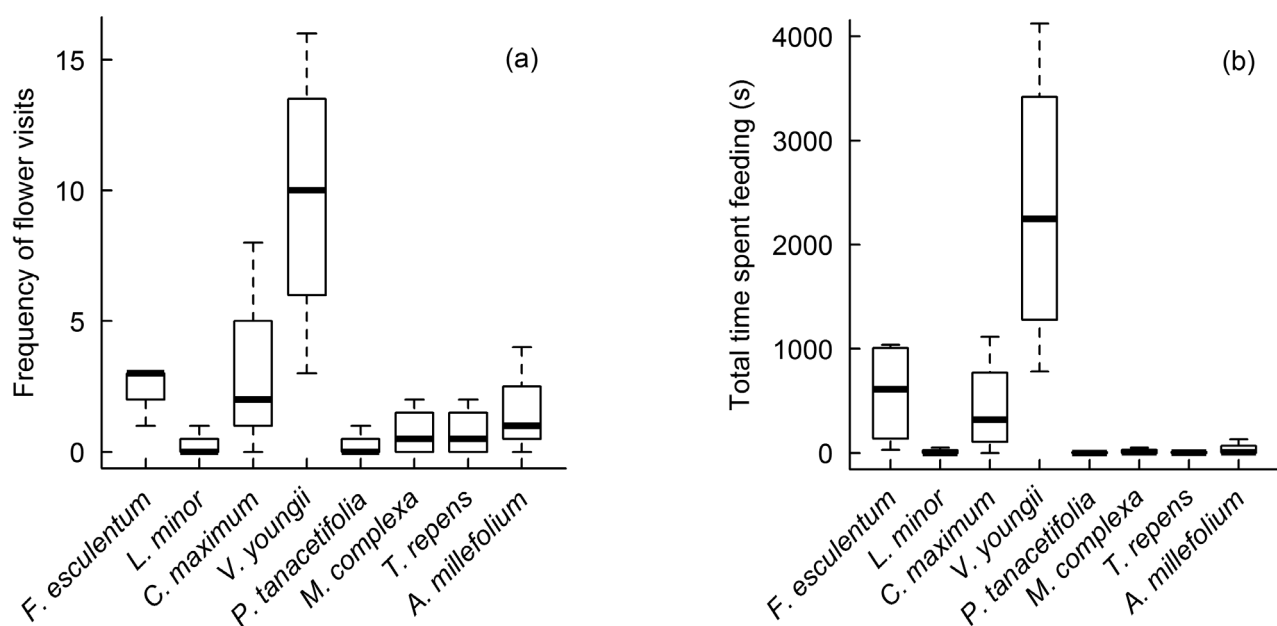 (a)
Frequency of flower visits
15
10
5
0
F. esculentum
L. minor
C. maximum
V. youngii
P. tanacetifolia
M. complexa
T. repens
A. millefolium
(b)
Total time spent feeding (s)
4000
3000
2000
1000
0
F. esculentum
L. minor
C. maximum
V. youngii
P. tanacetifolia
M. complexa
T. repens
A. millefolium